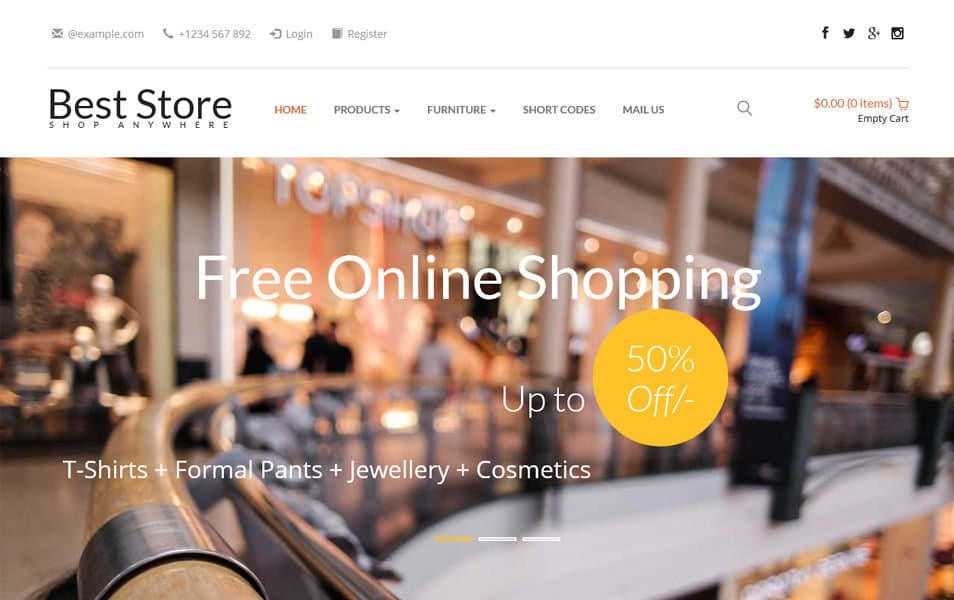 @example.com +1234 567 892 Login Register
Best Store
SHOP ANYWHERE
HOME PRODUCTS FURNITURE SHORT CODES MAIL US
$0.00 (0 items)
Empty Cart
TOPSHOP
Free Online Shopping
50%
Up to Off/-
T-Shirts + Formal Pants + Jewellery + Cosmetics